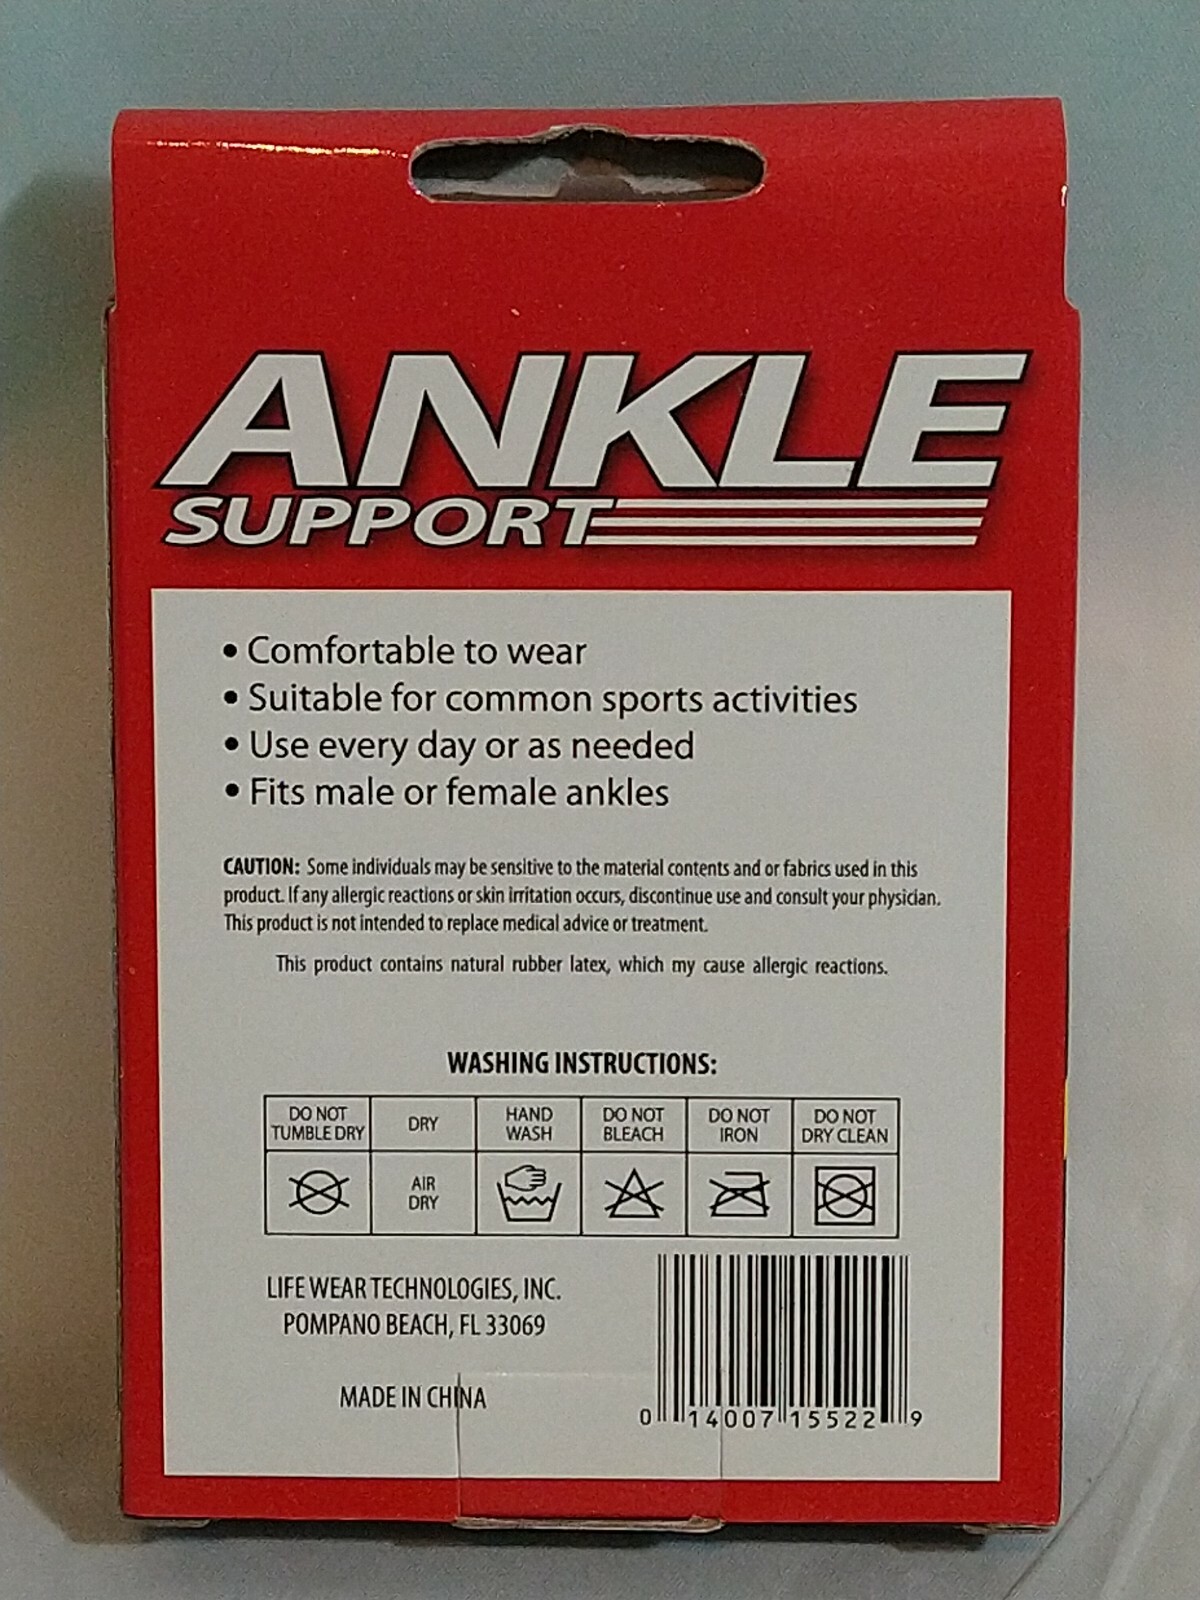 ANKLE
SUPPORT
• Comfortable to wear
• Suitable for common sports activities
• Use every day or as needed
• Fits male or female ankles
CAUTION: Some individuals may be sensitive to the material contents and or fabrics used in this
product. If any allergic reactions or skin irritation occurs, discontinue use and consult your physician.
This product is not intended to replace medical advice or treatment.
This product contains natural rubber latex, which my cause allergic reactions.
WASHING INSTRUCTIONS:
DO NOT
TUMBLE DRY
DRY
HAND
WASH
DO NOT
BLEACH
DO NOT
IRON
DO NOT
DRY CLEAN
AIR
DRY
LIFE WEAR TECHNOLOGIES, INC.
POMPANO BEACH, FL 33069
MADE IN CHINA
0 14007 15522 9